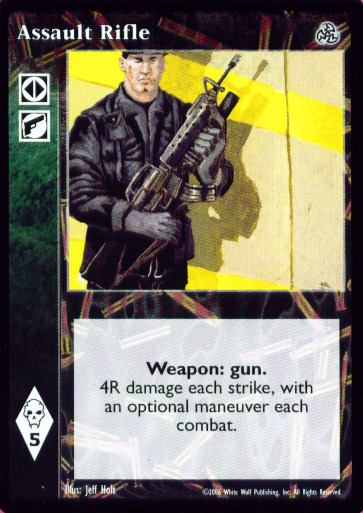 Assault Rifle
Weapon: gun.
4R damage each strike, with
an optional maneuver each
combat.
5
Illus: Jeff Holt
©2006 White Wolf Publishing, Inc. All Rights Reserved